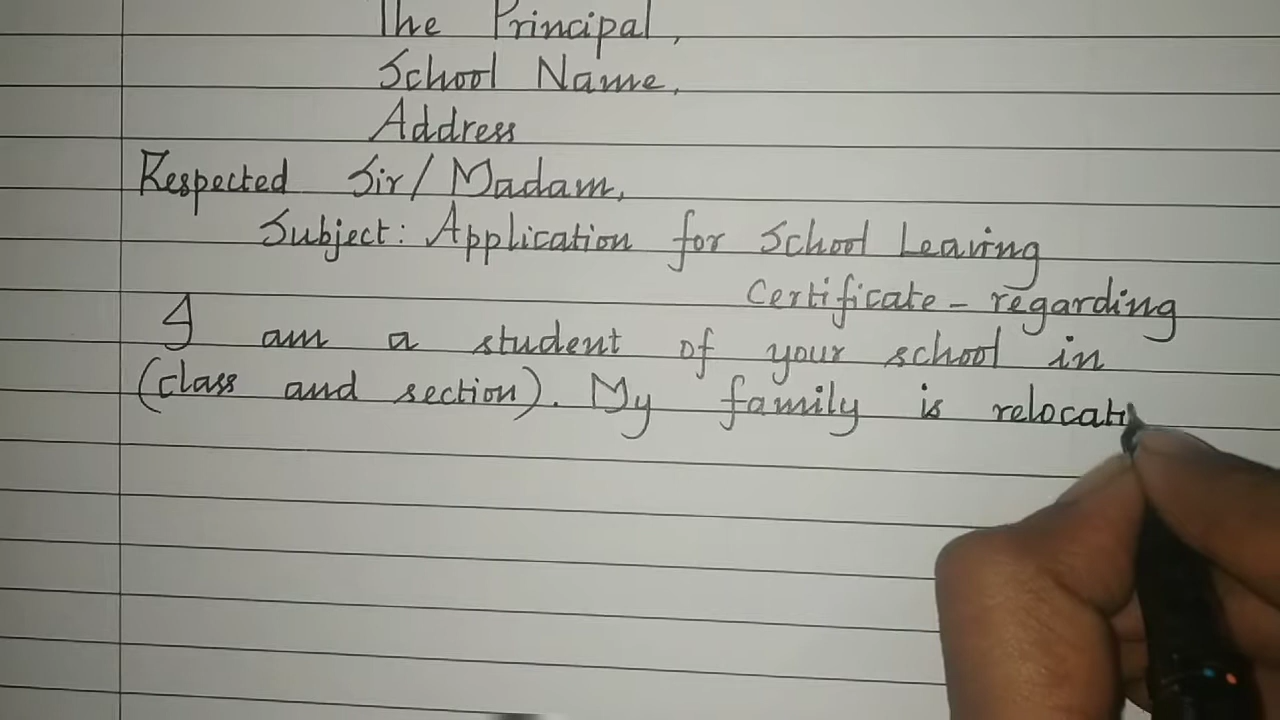 The Principal,
School Name,
Address
Respected Sir/Madam,
Subject: Application for School Leaving
Certificate - regarding
I am a student of your school in
(class and section). My family is relocati